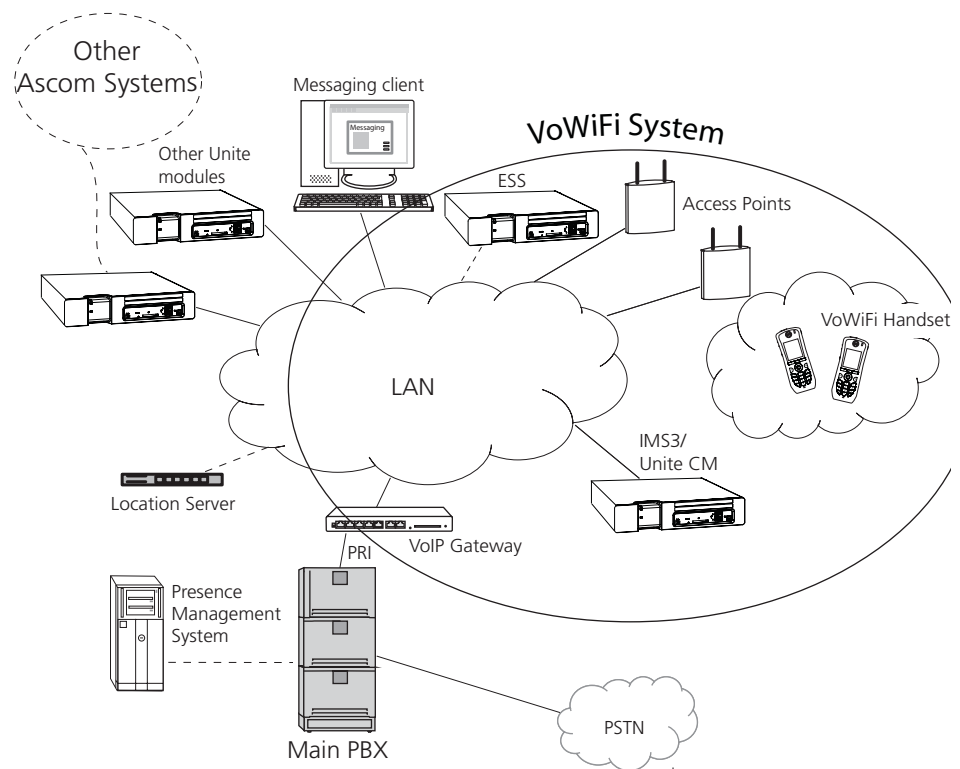 Other
Ascom Systems
Messaging client
Messaging
VoWiFi System
Other Unite
modules
ESS
Access Points
VoWiFi Handset
LAN
IMS3/
Unite CM
Location Server
VoIP Gateway
PRI
Presence
Management
System
PSTN
Main PBX